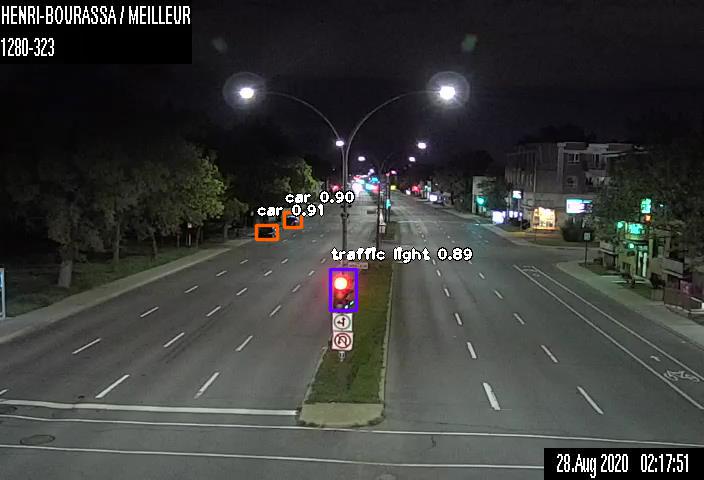 HENRI-BOURASSA / MEILLEUR
1280-323
car 0.90
car 0.91
traffic light 0.89
28.Aug 2020 02:17:51